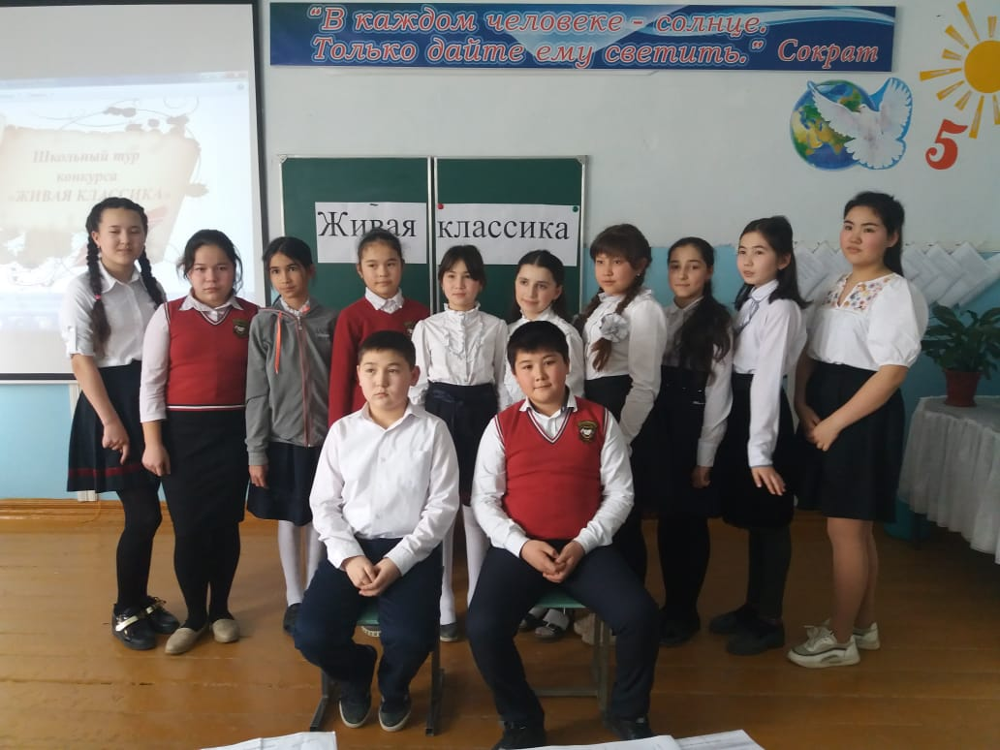 “В каждом человеке - солнце.
Только дайте ему светить.” Сократ
5
Школьный тур
конкурса
«ЖИВАЯ КЛАССИКА»
Живая классика